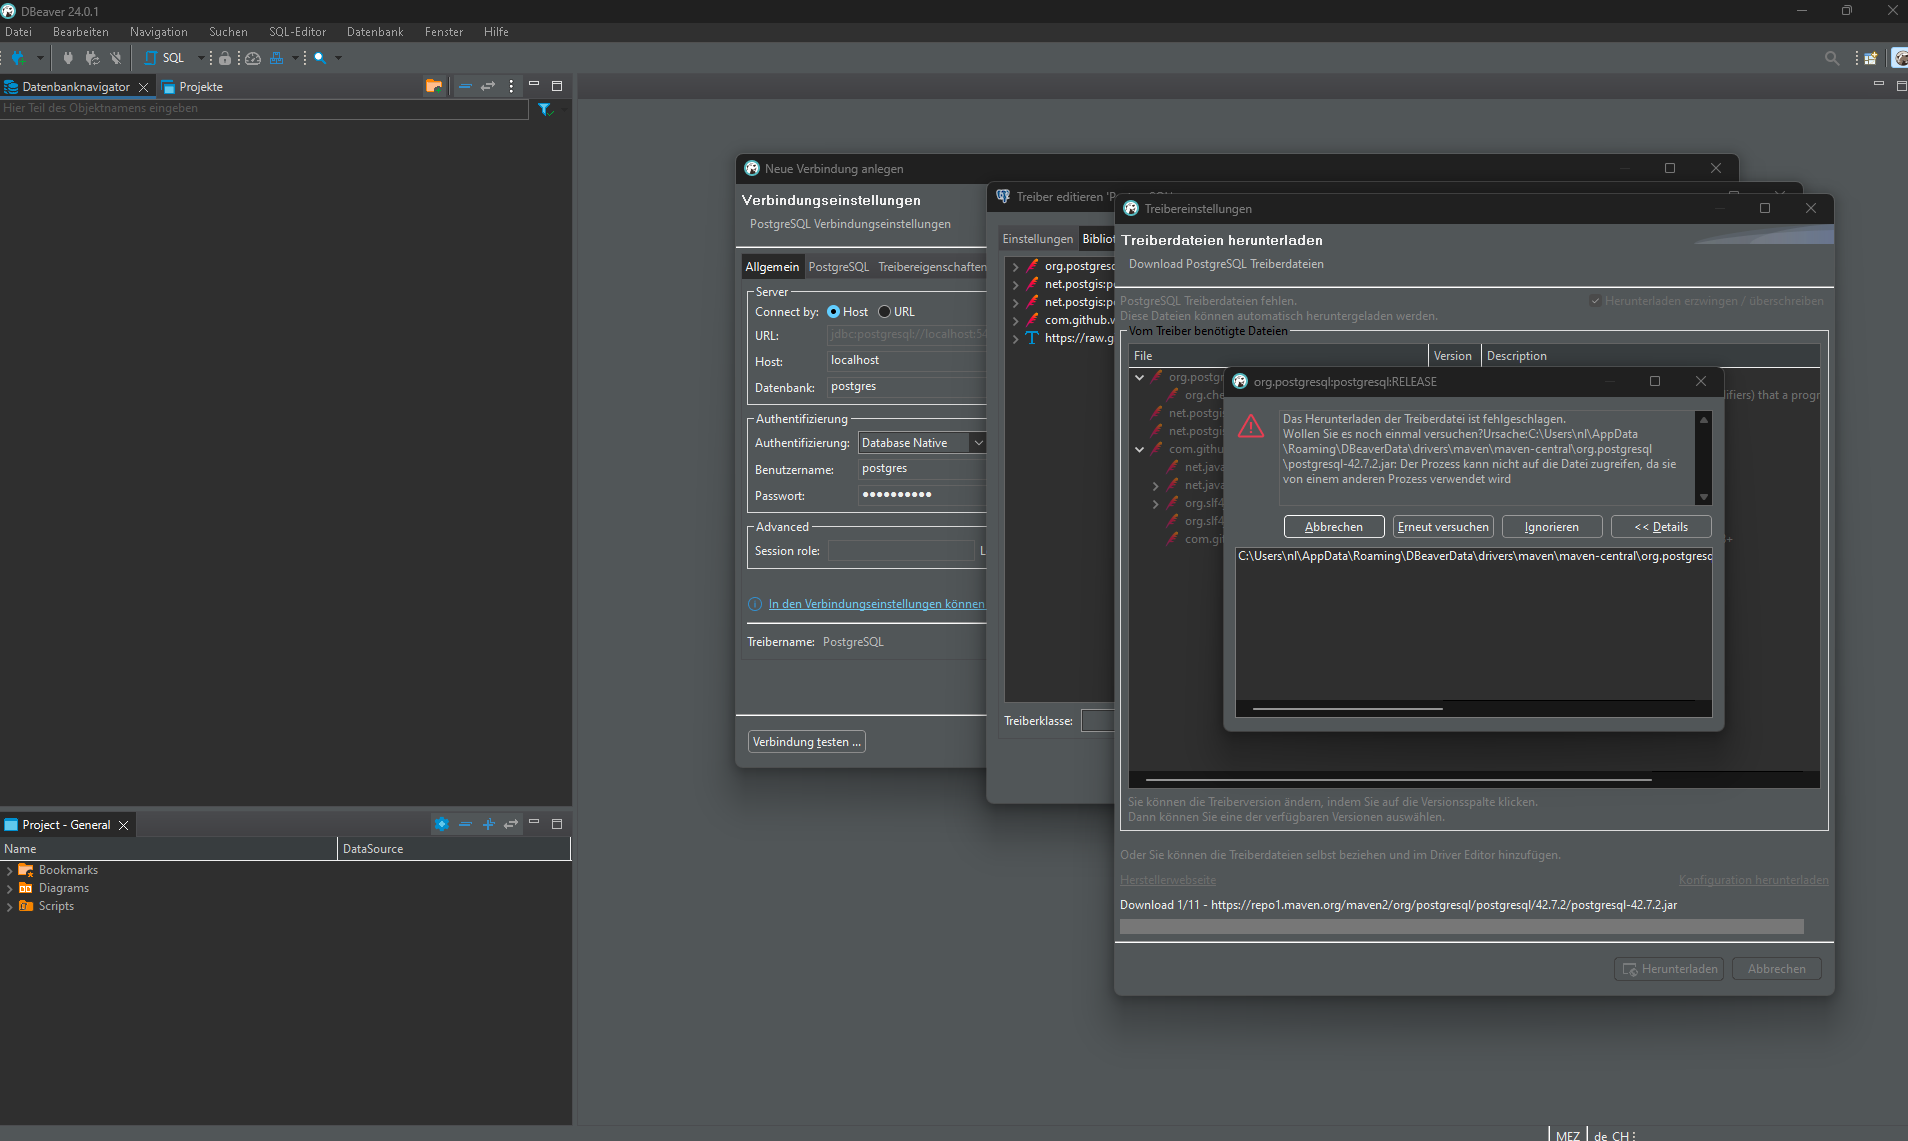 DBeaver 24.0.1
Datei Bearbeiten Navigation Suchen SQL-Editor Datenbank Fenster Hilfe
SQL
Datenbanknavigator Projekte
Hier Teil des Objektnamens eingeben
Neue Verbindung anlegen
Verbindungseinstellungen
PostgreSQL Verbindungseinstellungen
Allgemein PostgreSQL Treibereigenschaften
Server
Connect by: Host URL
URL: jdbc:postgresql://localhost:54
Host: localhost
Datenbank: postgres
Authentifizierung
Authentifizierung: Database Native
Benutzername: postgres
Passwort: ••••••••••
Advanced
Session role: L
In den Verbindungseinstellungen können
Treibername: PostgreSQL
Verbindung testen ...
Treiber editieren
Einstellungen Bibliot
org.postgresq
net.postgis:p
net.postgis:p
com.github.w
https://raw.g
Treiberklasse:
Treibereinstellungen
Treiberdateien herunterladen
Download PostgreSQL Treiberdateien
PostgreSQL Treiberdateien fehlen.
Herunterladen erzwingen / überschreiben
Diese Dateien können automatisch heruntergeladen werden.
Vom Treiber benötigte Dateien
File Version Description
org.postgr
org.che ifiers) that a progr
net.postgi
net.postgi
com.githu
net.java
net.java
org.slf4
org.slf4
com.git
org.postgresql:postgresql:RELEASE
Das Herunterladen der Treiberdatei ist fehlgeschlagen.
Wollen Sie es noch einmal versuchen?Ursache:C:\Users\nl\AppData
\Roaming\DBeaverData\drivers\maven\maven-central\org.postgresql
\postgresql-42.7.2.jar: Der Prozess kann nicht auf die Datei zugreifen, da sie
von einem anderen Prozess verwendet wird
Abbrechen Erneut versuchen Ignorieren << Details
C:\Users\nl\AppData\Roaming\DBeaverData\drivers\maven\maven-central\org.postgresq
Sie können die Treiberversion ändern, indem Sie auf die Versionsspalte klicken.
Dann können Sie eine der verfügbaren Versionen auswählen.
Oder Sie können die Treiberdateien selbst beziehen und im Driver Editor hinzufügen.
Herstellerwebseite Konfiguration herunterladen
Download 1/11 - https://repo1.maven.org/maven2/org/postgresql/postgresql/42.7.2/postgresql-42.7.2.jar
Herunterladen Abbrechen
Project - General
Name DataSource
Bookmarks
Diagrams
Scripts
MEZ de_CH